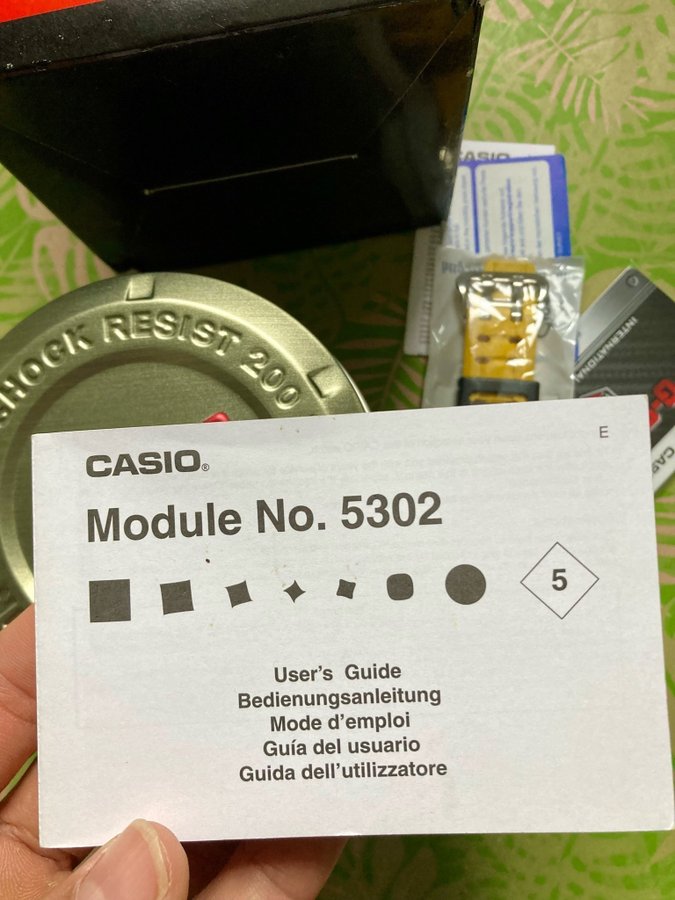 CASIO
SHOCK RESIST 200
INTERNATIONAL
E
CASIO®
Module No. 5302
5
User's Guide
Bedienungsanleitung
Mode d'emploi
Guía del usuario
Guida dell'utilizzatore